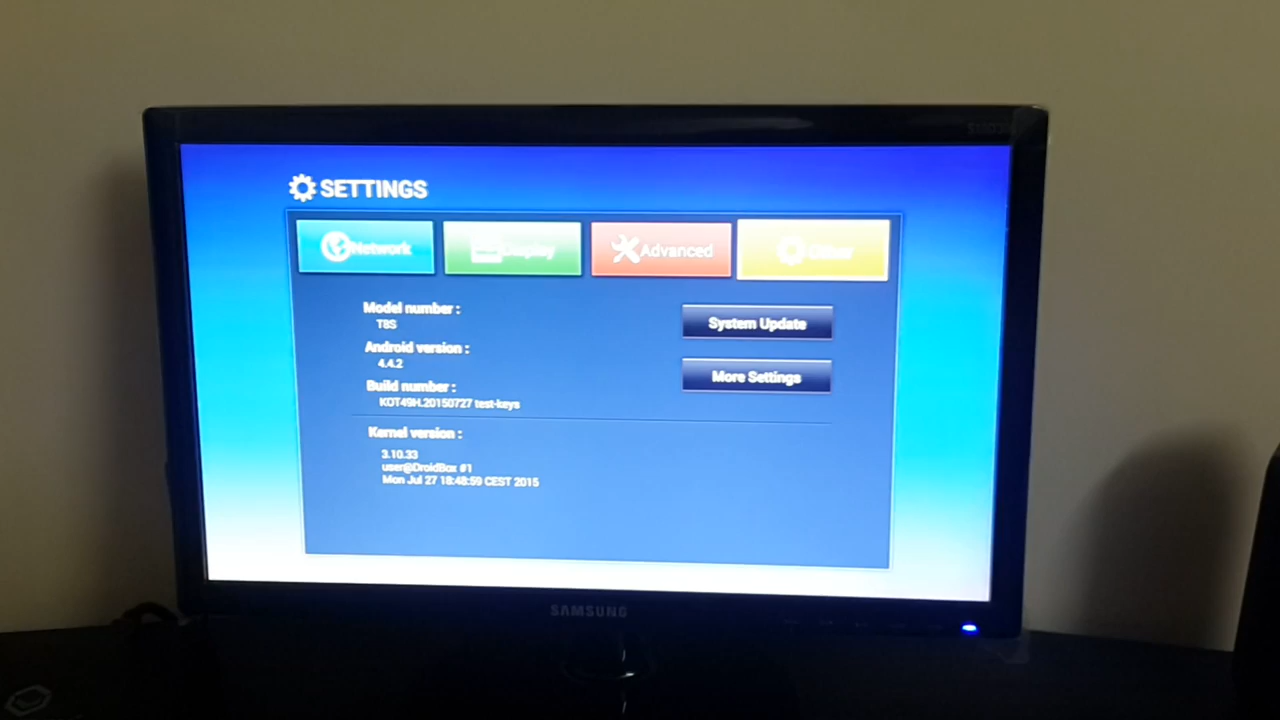 SETTINGS
Network
Display
Advanced
Other
Model number :
T8S
Android version :
4.4.2
Build number :
KOT49H.20150727 test-keys
Kernel version :
3.10.33
user@DroidBox #1
Mon Jul 27 18:48:59 CEST 2015
System Update
More Settings
SAMSUNG